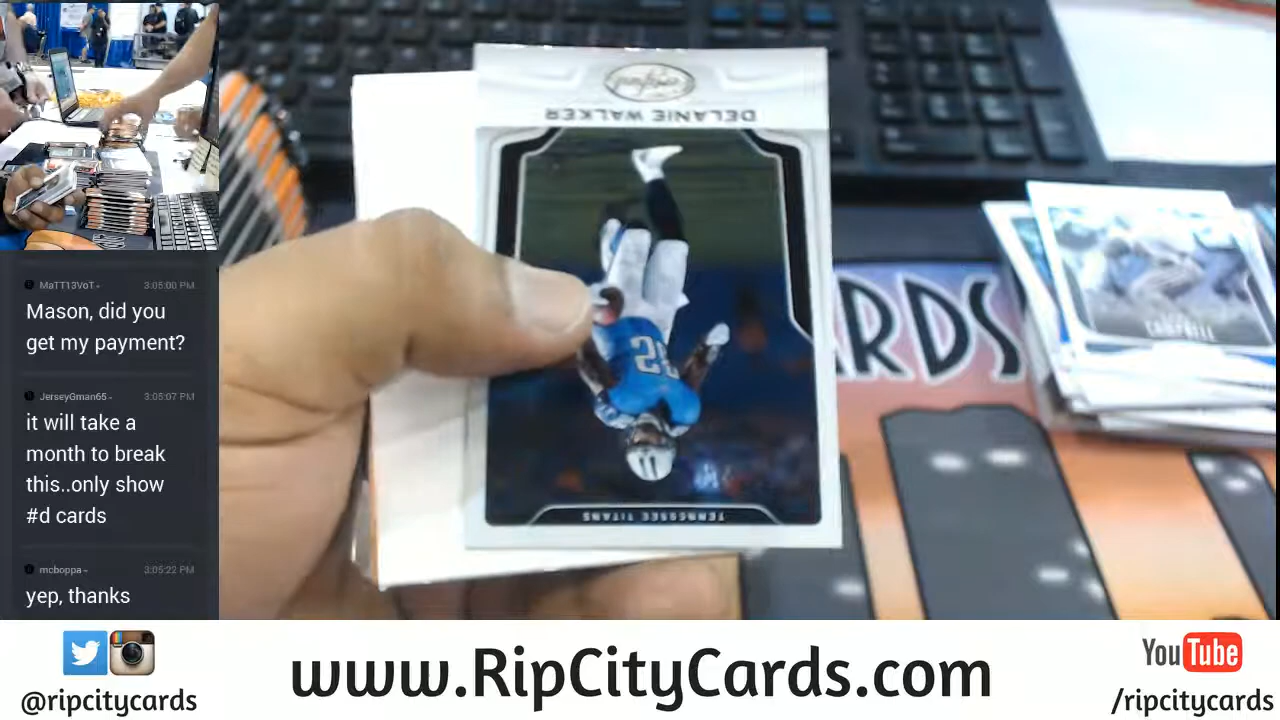 MaTT13VoT
3:05:00 PM
Mason, did you
get my payment?
JerseyGman65
3:05:07 PM
it will take a
month to break
this..only show
#d cards
mcboppa
3:05:22 PM
yep, thanks
DELANIE WALKER
TENNESSEE TITANS
ARDS
www.RipCityCards.com
@ripcitycards
YouTube
/ripcitycards